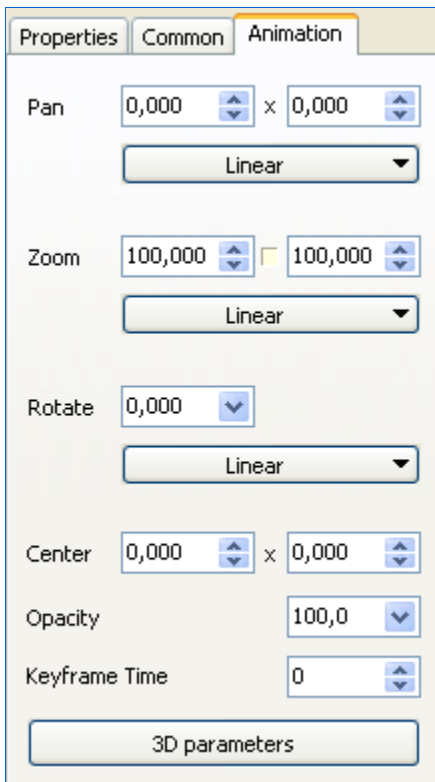 Properties Common Animation
Pan 0,000 x 0,000
Linear
Zoom 100,000 100,000
Linear
Rotate 0,000
Linear
Center 0,000 x 0,000
Opacity 100,0
Keyframe Time 0
3D parameters